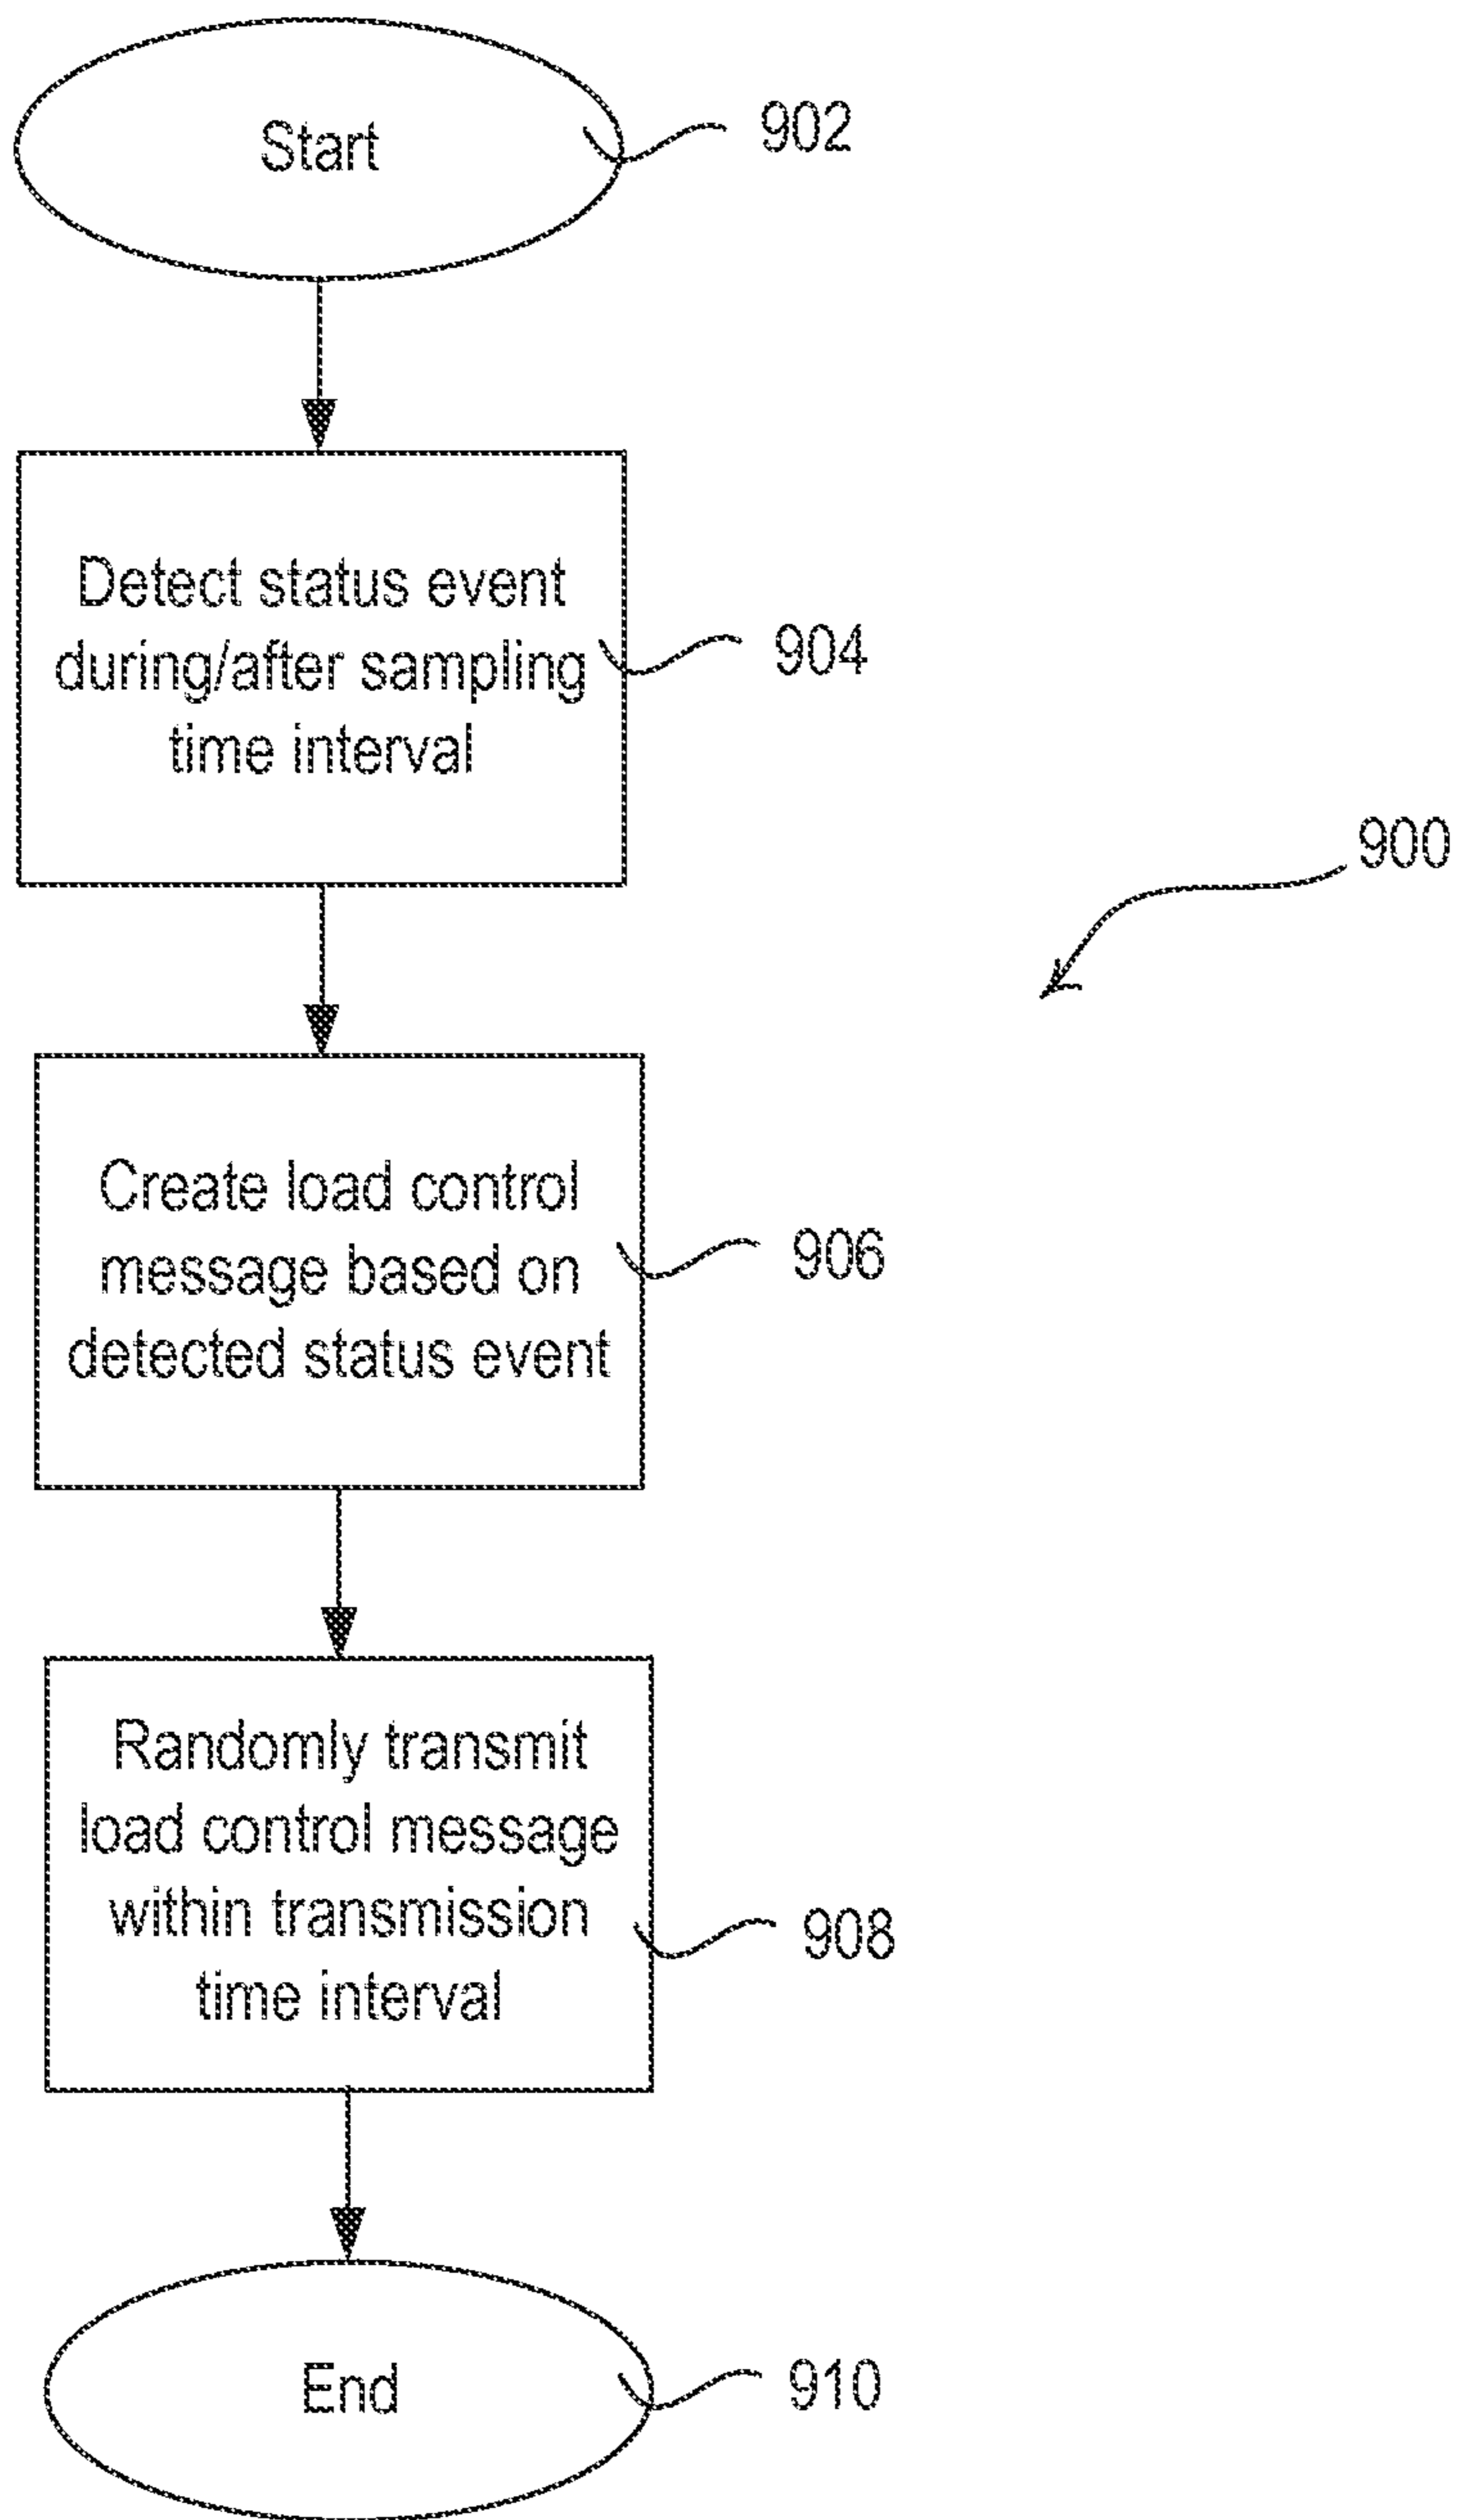 Start
902
Detect status event
during/after sampling
time interval
904
900
Create load control
message based on
detected status event
906
Randomly transmit
load control message
within transmission
time interval
908
End
910